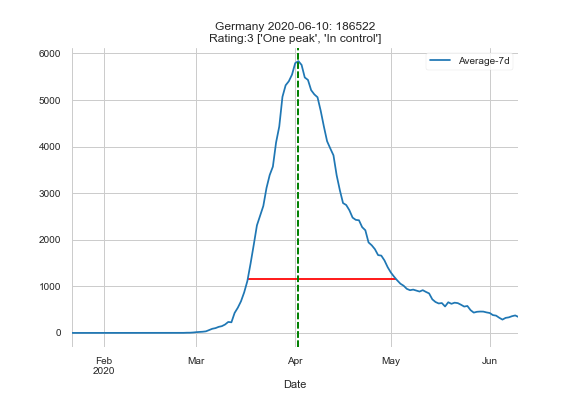 Germany 2020-06-10: 186522
Rating:3 ['One peak', 'In control']
Average-7d
6000
5000
4000
3000
2000
1000
0
Feb
2020
Mar
Apr
May
Jun
Date